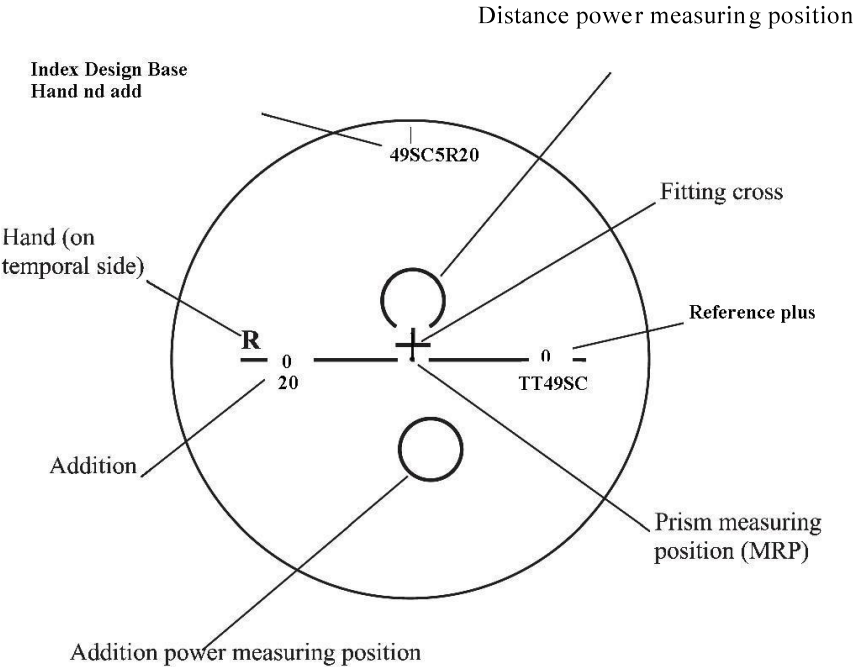 Distance power measuring position
Index Design Base
Hand nd add
49SC5R20
Fitting cross
Hand (on
temporal side)
Reference plus
R
0
0
20
TT49SC
Addition
Prism measuring
position (MRP)
Addition power measuring position